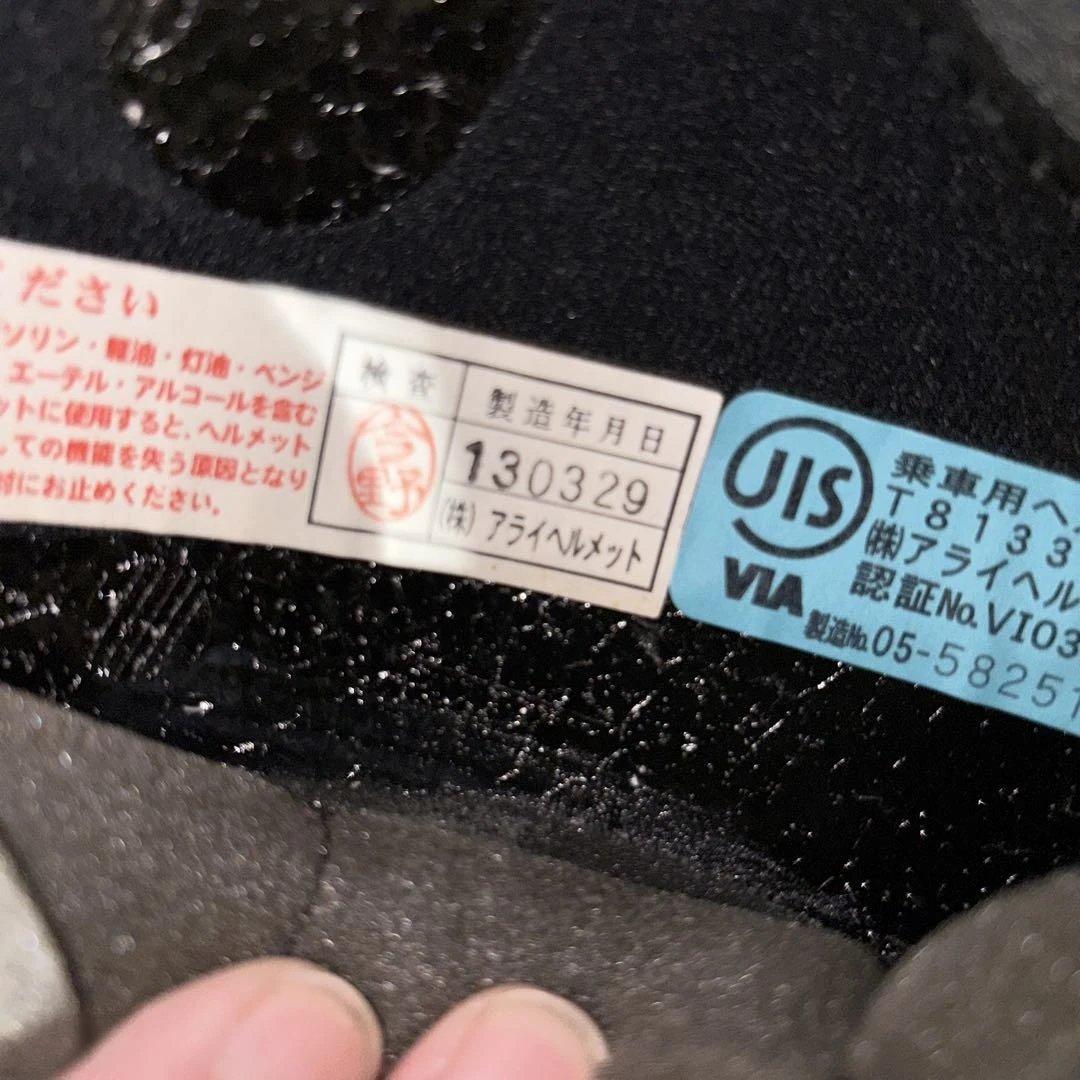 ください
ソリン・軽油・灯油・ベンジ
エーテル・アルコールを含む
ットに使用すると、ヘルメット
しての機能を失う原因となり
対にお止めください。
検査
製造年月日
今野
130329
(株) アライヘルメット
JIS
VIA
乗車用ヘ
T8133
㈱アライヘル
認証No.VI03
製造No.05-58251